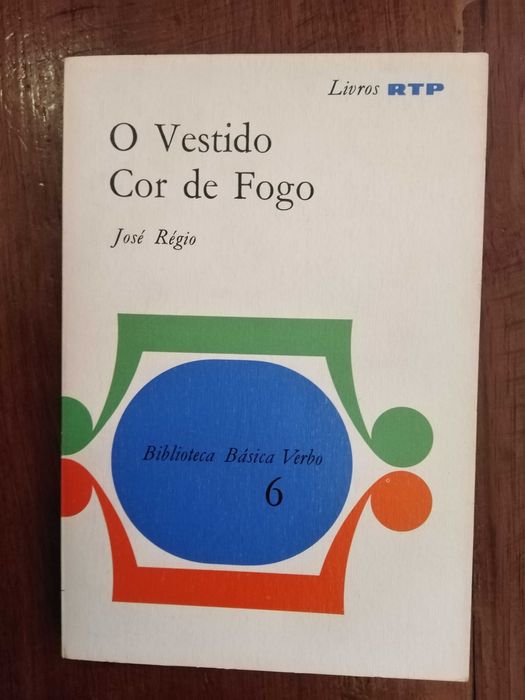 Livros RTP
O Vestido
Cor de Fogo
José Régio
Biblioteca Básica Verbo
6